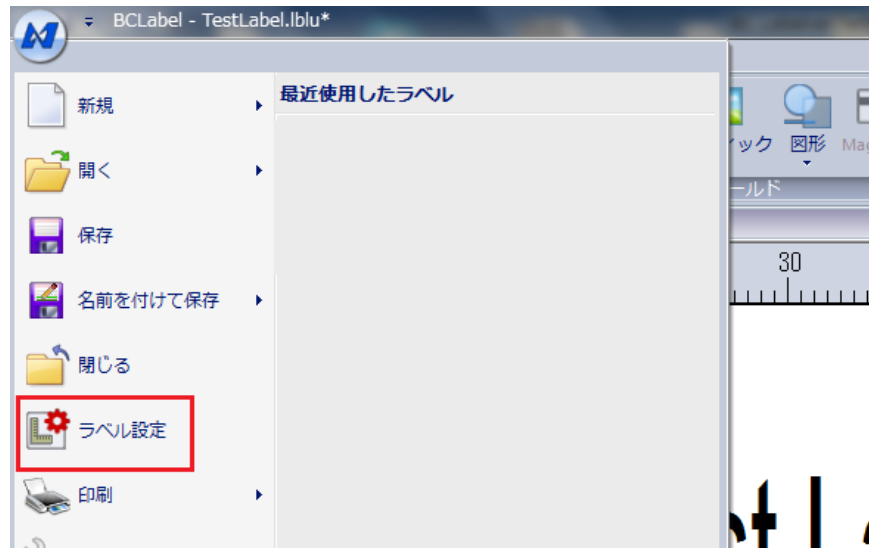 BCLabel - TestLabel.lblu*
新規
最近使用したラベル
開く
保存
名前を付けて保存
閉じる
ラベル設定
印刷
ィック
図形
Mag
ールド
30